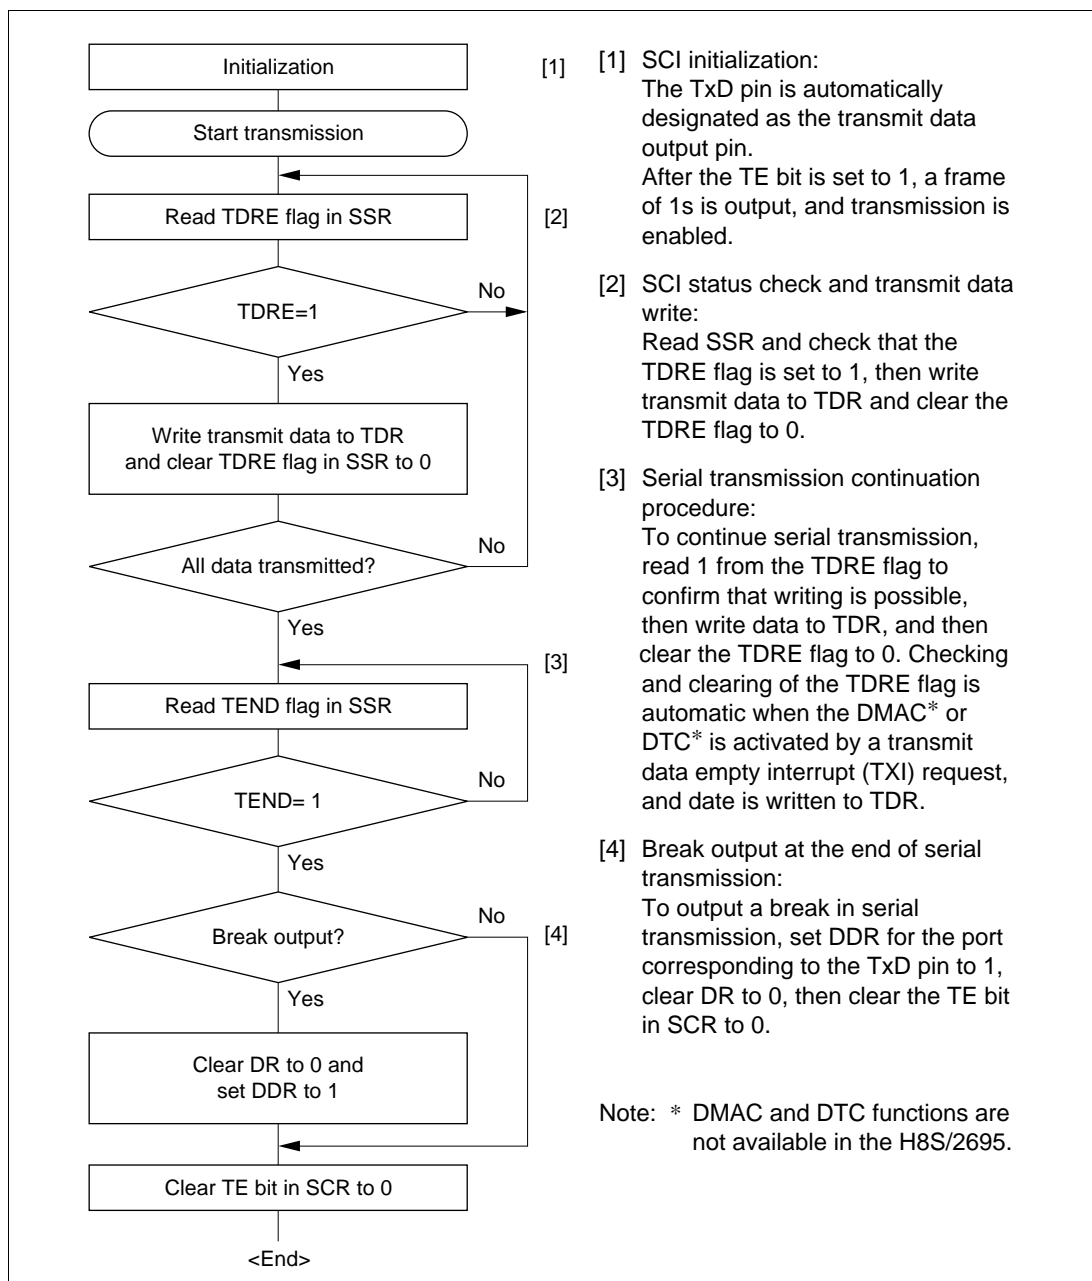 Initialization
[1]
Start transmission
Read TDRE flag in SSR
[2]
TDRE=1
No
Yes
Write transmit data to TDR
and clear TDRE flag in SSR to 0
All data transmitted?
No
Yes
[3]
Read TEND flag in SSR
TEND= 1
No
Yes
Break output?
No
[4]
Yes
Clear DR to 0 and
set DDR to 1
Clear TE bit in SCR to 0
<End>
[1] SCI initialization:
The TxD pin is automatically
designated as the transmit data
output pin.
After the TE bit is set to 1, a frame
of 1s is output, and transmission is
enabled.
[2] SCI status check and transmit data
write:
Read SSR and check that the
TDRE flag is set to 1, then write
transmit data to TDR and clear the
TDRE flag to 0.
[3] Serial transmission continuation
procedure:
To continue serial transmission,
read 1 from the TDRE flag to
confirm that writing is possible,
then write data to TDR, and then
clear the TDRE flag to 0. Checking
and clearing of the TDRE flag is
automatic when the DMAC* or
DTC* is activated by a transmit
data empty interrupt (TXI) request,
and date is written to TDR.
[4] Break output at the end of serial
transmission:
To output a break in serial
transmission, set DDR for the port
corresponding to the TxD pin to 1,
clear DR to 0, then clear the TE bit
in SCR to 0.
Note: * DMAC and DTC functions are
not available in the H8S/2695.